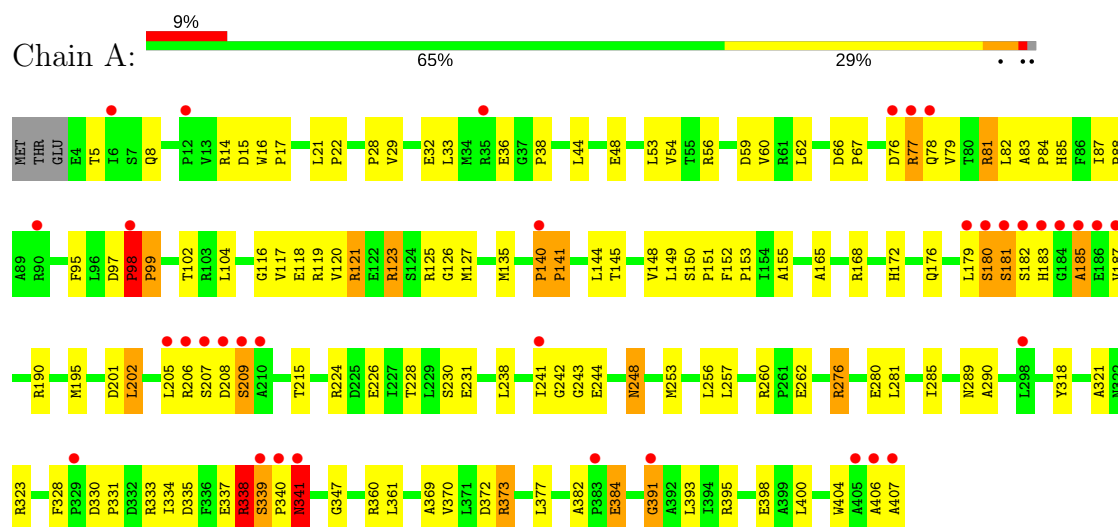 9%
Chain A:
65% 29% • ••
MET THR GLU E4 T5 I6 S7 Q8 P12 V13 R14 D15 W16 P17 L21 P22 P28 V29 E32 L33 M34 R35 E36 G37 P38 L44 E48 L53 V54 T55 R56 D59 V60 R61 L62 D66 P67 D76 R77 Q78 V79 T80 R81 L82 A83 P84 H85 F86 I87
A89 R90 F95 L96 D97 P98 P99 T102 R103 L104 G116 V117 E118 R119 V120 R121 E122 R123 S124 R125 G126 M127 M135 P140 P141 L144 T145 V148 L149 S150 P151 F152 P153 I154 A155 A165 R168 H172 Q176 L179 S180 S181 S182 H183 G184 A185 E186 V187
R190 M195 D201 L202 L205 R206 S207 D208 S209 A210 T215 R224 D225 E226 I227 T228 L229 S230 E231 L238 I241 G242 G243 E244 N248 M253 L256 L257 R260 P261 E262 R276 E280 L281 I285 N289 A290 L298 Y318 A321
R323 F328 P329 D330 P331 D332 R333 I334 D335 F336 E337 R338 S339 P340 N341 G347 R360 L361 A369 V370 L371 D372 R373 L377 A382 P383 E384 G391 A392 L393 I394 R395 E398 A399 L400 W404 A405 A406 A407